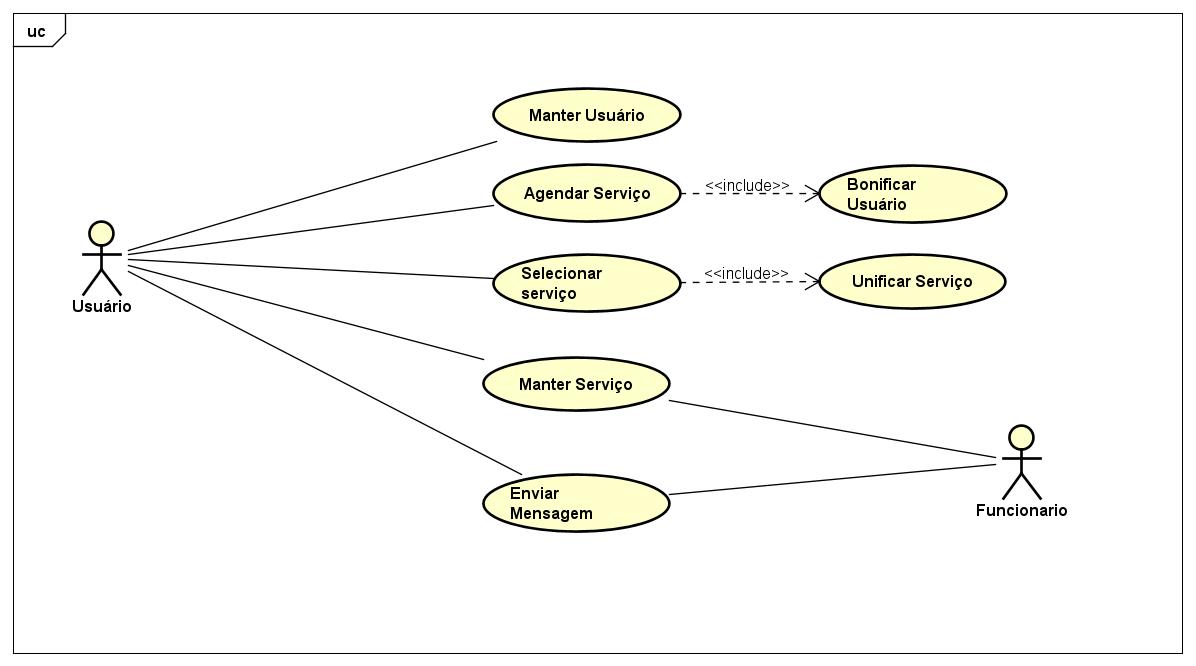 uc
Manter Usuário
Agendar Serviço
<<include>>
Bonificar
Usuário
Selecionar
serviço
<<include>>
Unificar Serviço
Usuário
Manter Serviço
Enviar
Mensagem
Funcionario